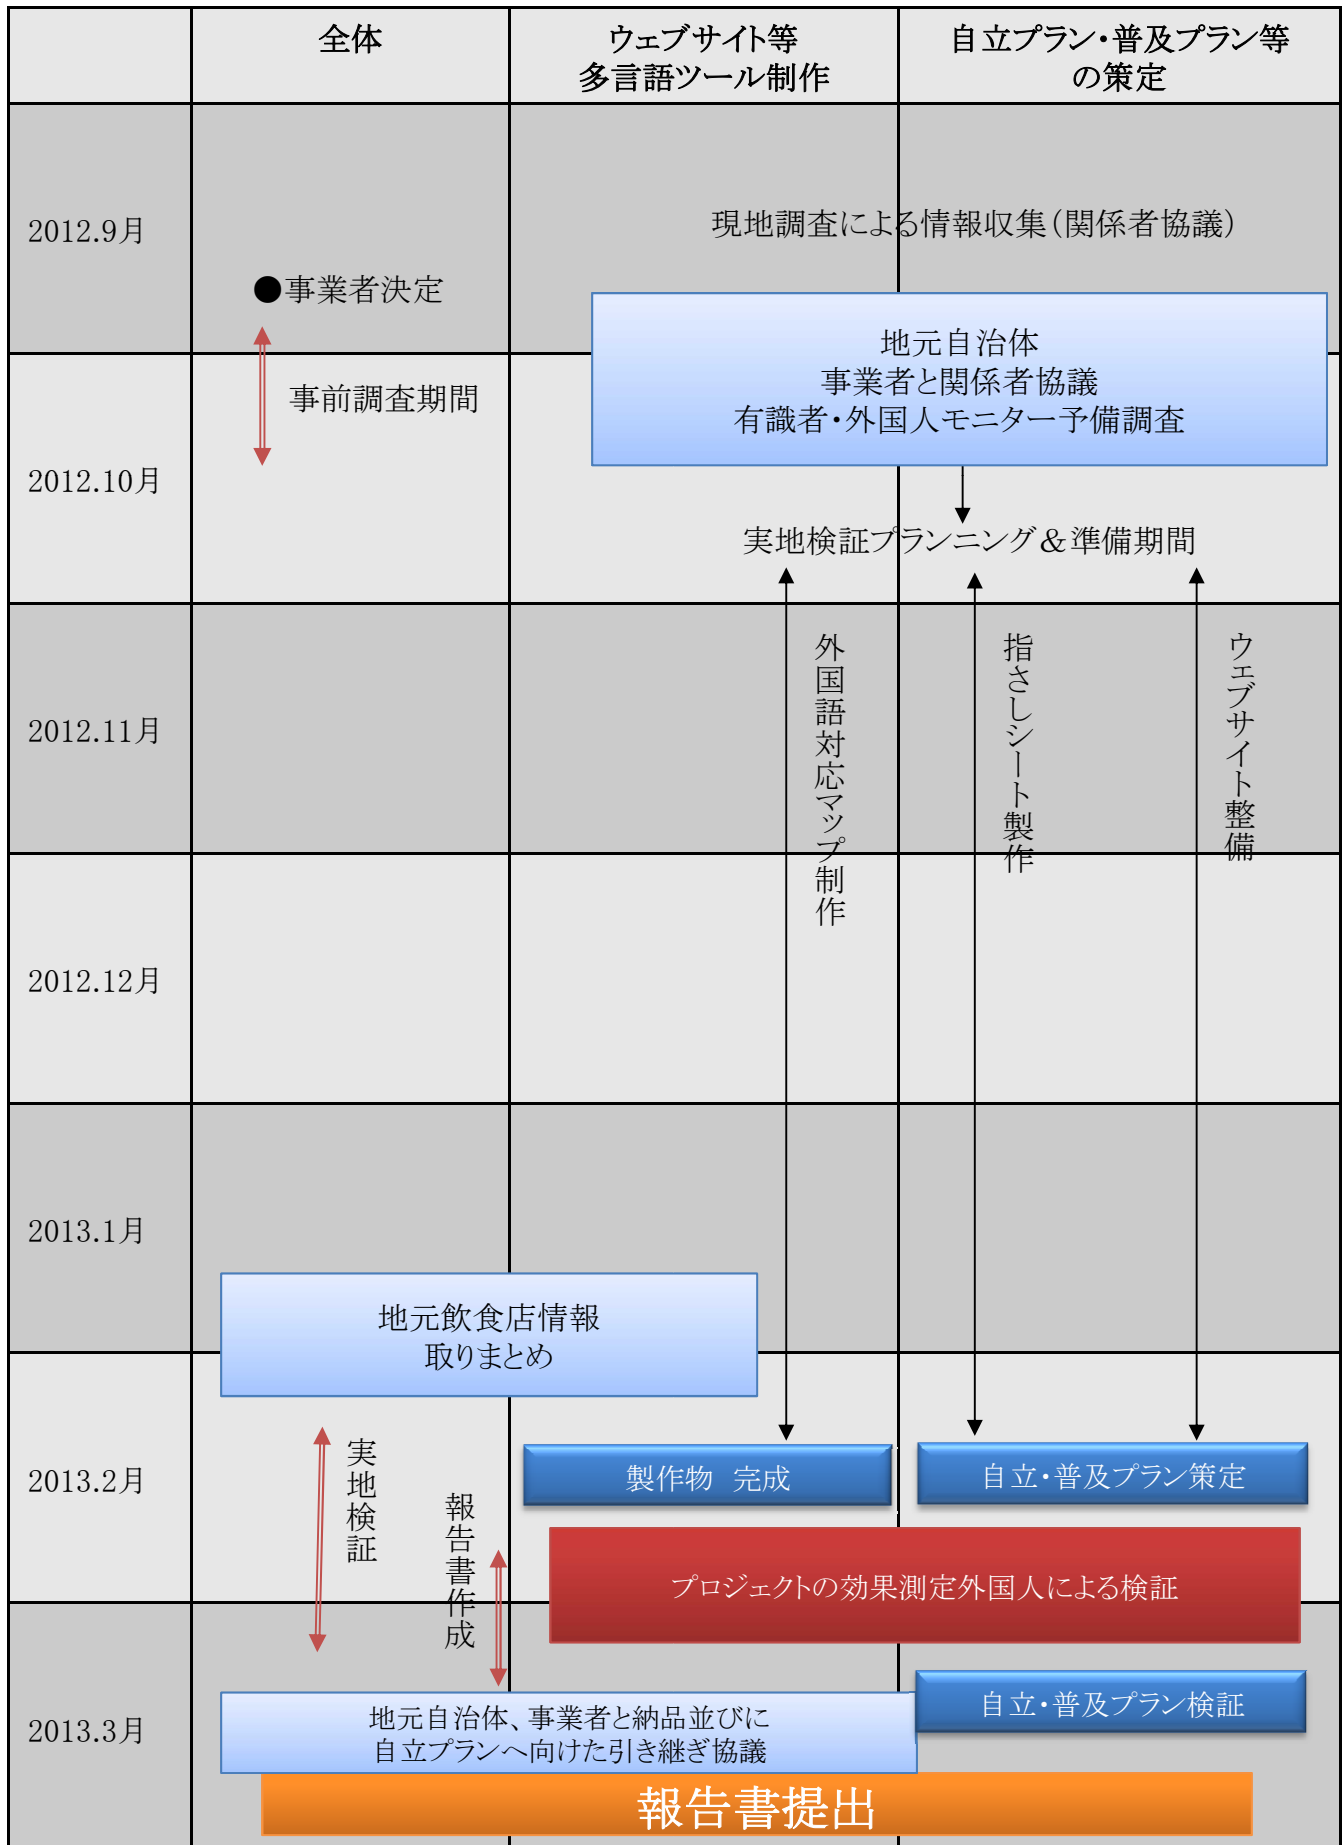 全体
ウェブサイト等
多言語ツール制作
自立プラン・普及プラン等
の策定
2012.9月
現地調査による情報収集(関係者協議)
●事業者決定
地元自治体
事業者と関係者協議
有識者・外国人モニター予備調査
事前調査期間
2012.10月
実地検証プランニング&準備期間
外国語対応マップ制作
指さしシート製作
ウエブサイト整備
2012.11月
2012.12月
2013.1月
地元飲食店情報
取りまとめ
2013.2月
実地検証
報告書作成
製作物 完成
自立・普及プラン策定
プロジェクトの効果測定外国人による検証
2013.3月
自立・普及プラン検証
地元自治体、事業者と納品並びに
自立プランへ向けた引き継ぎ協議
報告書提出